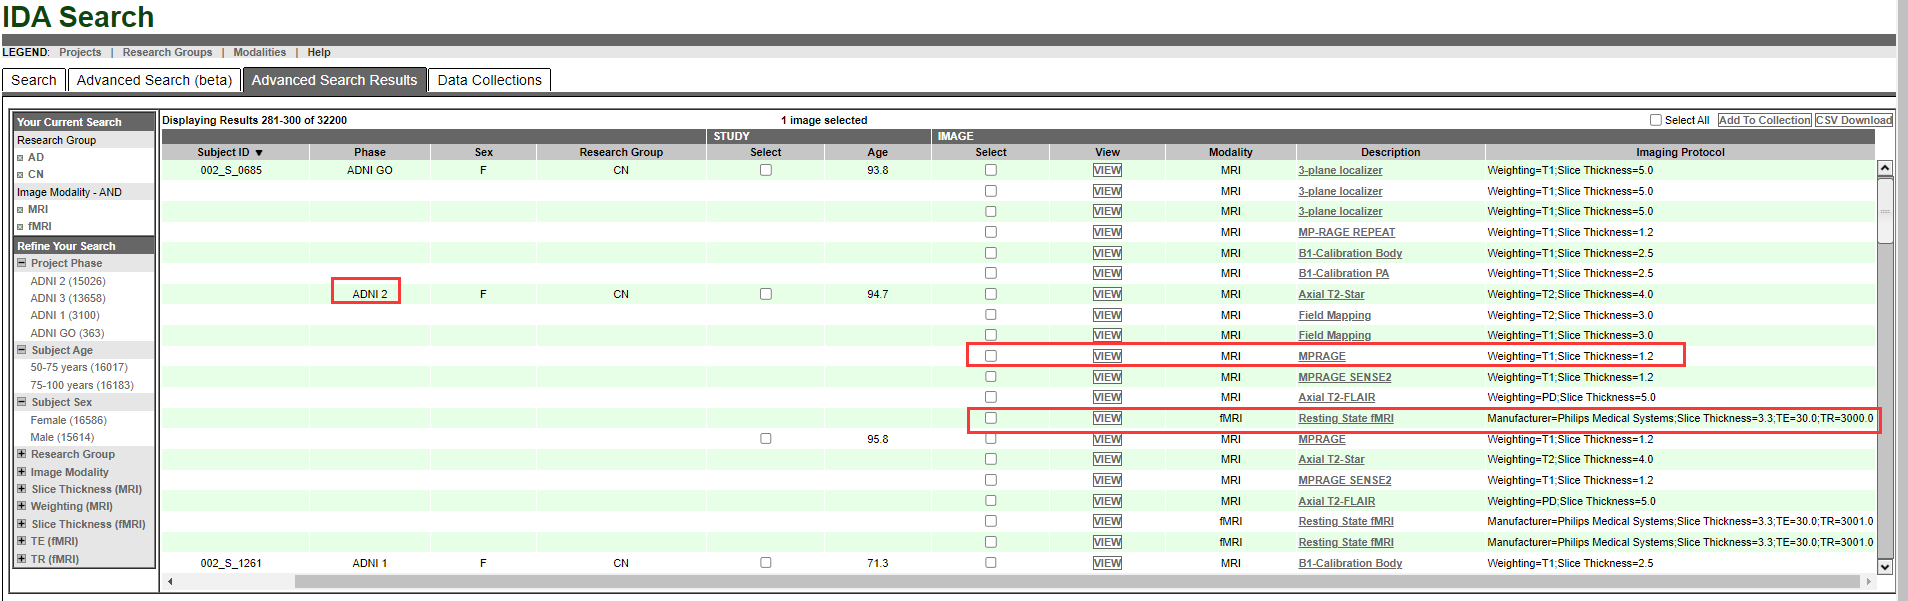 IDA Search
LEGEND: Projects | Research Groups | Modalities | Help
Search Advanced Search (beta) Advanced Search Results Data Collections
Your Current Search
Research Group
AD
CN
Image Modality - AND
MRI
fMRI
Refine Your Search
Project Phase
ADNI 2 (15026)
ADNI 3 (13658)
ADNI 1 (3100)
ADNI GO (363)
Subject Age
50-75 years (16017)
75-100 years (16183)
Subject Sex
Female (16586)
Male (15614)
Research Group
Image Modality
Slice Thickness (MRI)
Weighting (MRI)
Slice Thickness (fMRI)
TE (fMRI)
TR (fMRI)
Displaying Results 281-300 of 32200 1 image selected Select All Add To Collection CSV Download
STUDY IMAGE
Subject ID ▼ Phase Sex Research Group Select Age Select View Modality Description Imaging Protocol
002_S_0685 ADNI GO F CN 93.8 VIEW MRI 3-plane localizer Weighting=T1;Slice Thickness=5.0
VIEW MRI 3-plane localizer Weighting=T1;Slice Thickness=5.0
VIEW MRI 3-plane localizer Weighting=T1;Slice Thickness=5.0
VIEW MRI MP-RAGE REPEAT Weighting=T1;Slice Thickness=1.2
VIEW MRI B1-Calibration Body Weighting=T1;Slice Thickness=2.5
VIEW MRI B1-Calibration PA Weighting=T1;Slice Thickness=2.5
ADNI 2 F CN 94.7 VIEW MRI Axial T2-Star Weighting=T2;Slice Thickness=4.0
VIEW MRI Field Mapping Weighting=T2;Slice Thickness=3.0
VIEW MRI Field Mapping Weighting=T1;Slice Thickness=3.0
VIEW MRI MPRAGE Weighting=T1;Slice Thickness=1.2
VIEW MRI MPRAGE SENSE2 Weighting=T1;Slice Thickness=1.2
VIEW MRI Axial T2-FLAIR Weighting=PD;Slice Thickness=5.0
VIEW fMRI Resting State fMRI Manufacturer=Philips Medical Systems;Slice Thickness=3.3;TE=30.0;TR=3000.0
95.8 VIEW MRI MPRAGE Weighting=T1;Slice Thickness=1.2
VIEW MRI Axial T2-Star Weighting=T2;Slice Thickness=4.0
VIEW MRI MPRAGE SENSE2 Weighting=T1;Slice Thickness=1.2
VIEW MRI Axial T2-FLAIR Weighting=PD;Slice Thickness=5.0
VIEW fMRI Resting State fMRI Manufacturer=Philips Medical Systems;Slice Thickness=3.3;TE=30.0;TR=3001.0
VIEW fMRI Resting State fMRI Manufacturer=Philips Medical Systems;Slice Thickness=3.3;TE=30.0;TR=3001.0
002_S_1261 ADNI 1 F CN 71.3 VIEW MRI B1-Calibration Body Weighting=T1;Slice Thickness=2.5